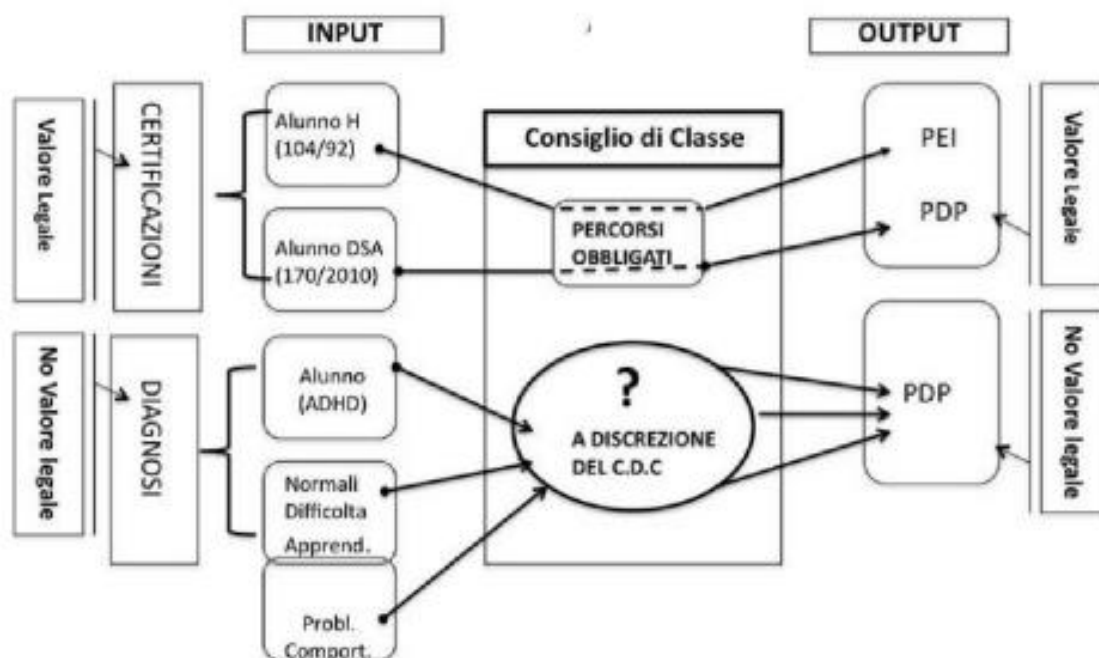 INPUT
OUTPUT
Valore Legale
CERTIFICAZIONI
Alunno H
(104/92)
Alunno DSA
(170/2010)
Consiglio di Classe
PERCORSI
OBBLIGATI
PEI
PDP
Valore Legale
No Valore legale
DIAGNOSI
Alunno
(ADHD)
Normali
Difficolta
Apprend.
Probl.
Comport.
?
A DISCREZIONE
DEL C.D.C
PDP
No Valore legale